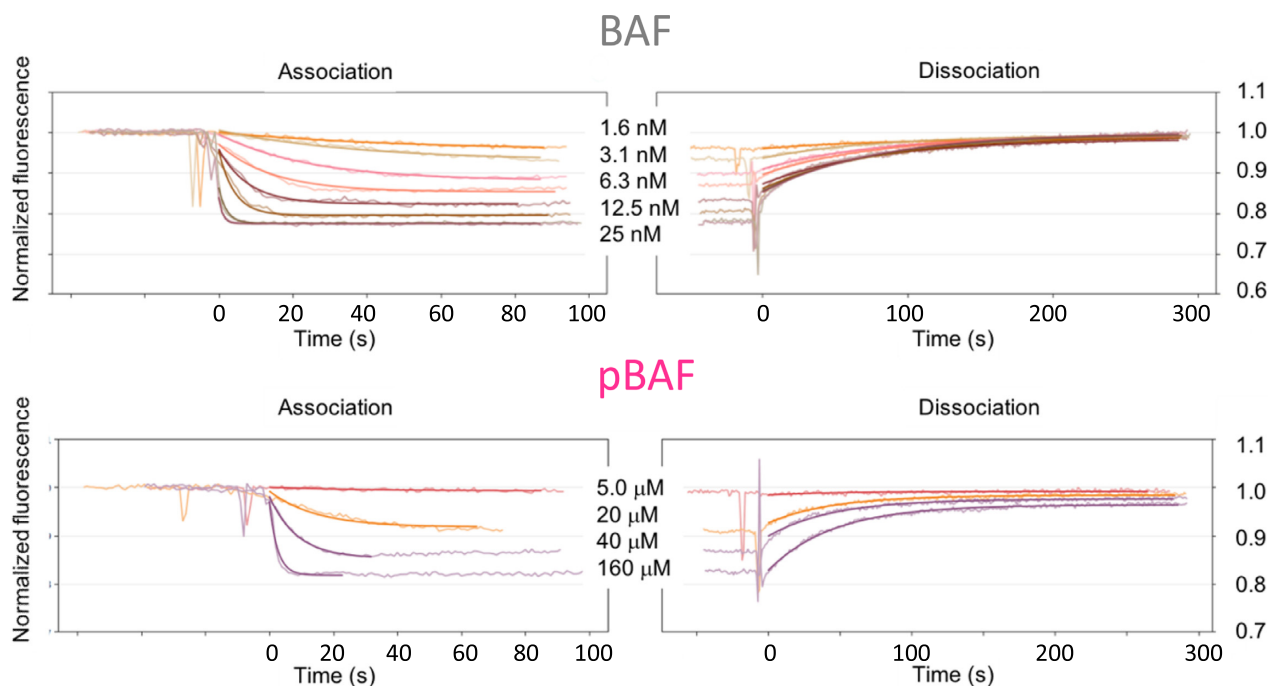 BAF
Association
Dissociation
Normalized fluorescence
1.6 nM
3.1 nM
6.3 nM
12.5 nM
25 nM
1.1
1.0
0.9
0.8
0.7
0.6
0 20 40 60 80 100
Time (s)
0 100 200 300
Time (s)
pBAF
Association
Dissociation
Normalized fluorescence
5.0 μM
20 μM
40 μM
160 μM
1.1
1.0
0.9
0.8
0.7
0 20 40 60 80 100
Time (s)
0 100 200 300
Time (s)